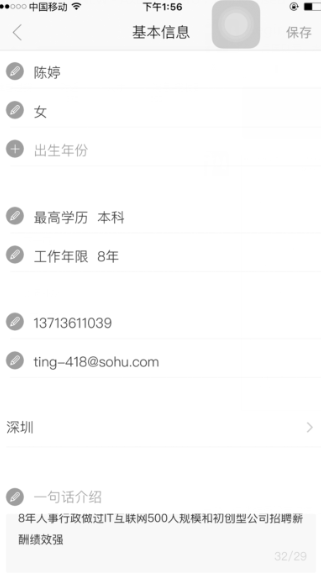 中国移动 下午1:56
基本信息 保存
陈婷
女
出生年份
最高学历 本科
工作年限 8年
13713611039
ting-418@sohu.com
深圳
一句话介绍
8年人事行政做过IT互联网500人规模和初创型公司招聘薪
酬绩效强
32/29